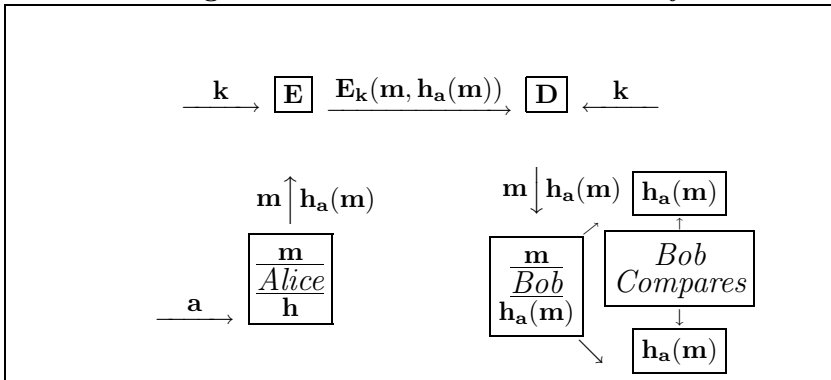 k E E_k(m, h_a(m)) D k
m h_a(m) m h_a(m) h_a(m)
m
Alice
h
a
m
Bob
h_a(m)
Bob
Compares
h_a(m)